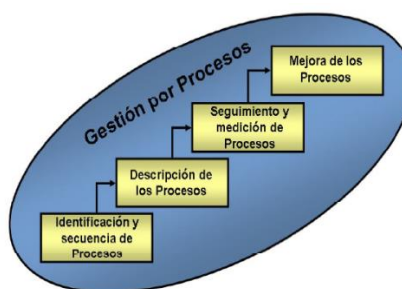 Gestión por Procesos
Mejora de los
Procesos
Seguimiento y
medición de
Procesos
Descripción de
los Procesos
Identificación y
secuencia de
Procesos